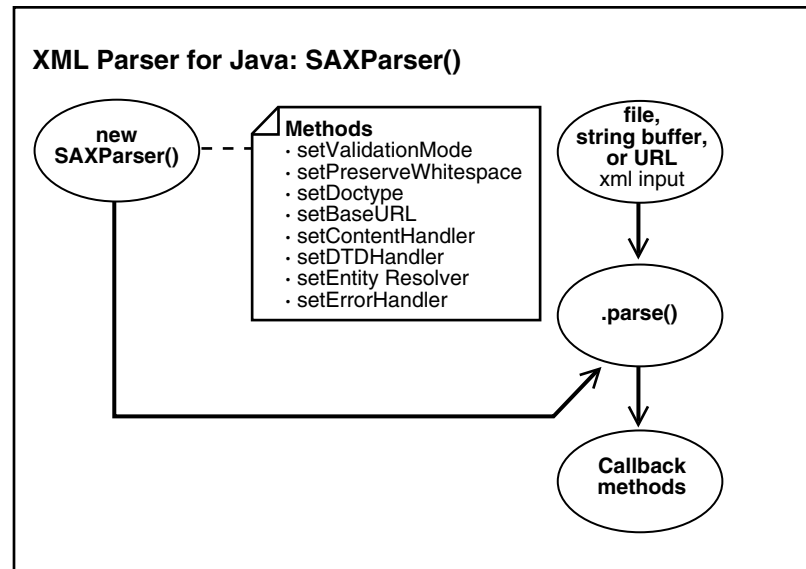 XML Parser for Java: SAXParser()
new
SAXParser()
Methods
· setValidationMode
· setPreserveWhitespace
· setDoctype
· setBaseURL
· setContentHandler
· setDTDHandler
· setEntity Resolver
· setErrorHandler
file,
string buffer,
or URL
xml input
.parse()
Callback
methods